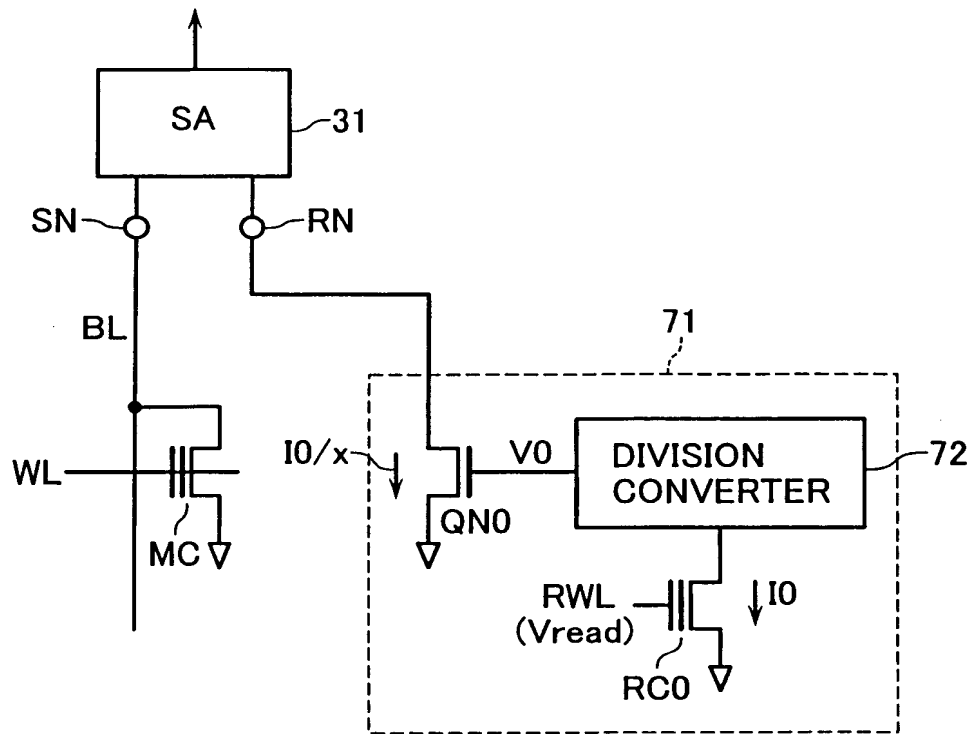 SA
31
SN
RN
BL
71
WL
MC
I0/x
QN0
V0
DIVISION
CONVERTER
72
RWL
(Vread)
I0
RC0